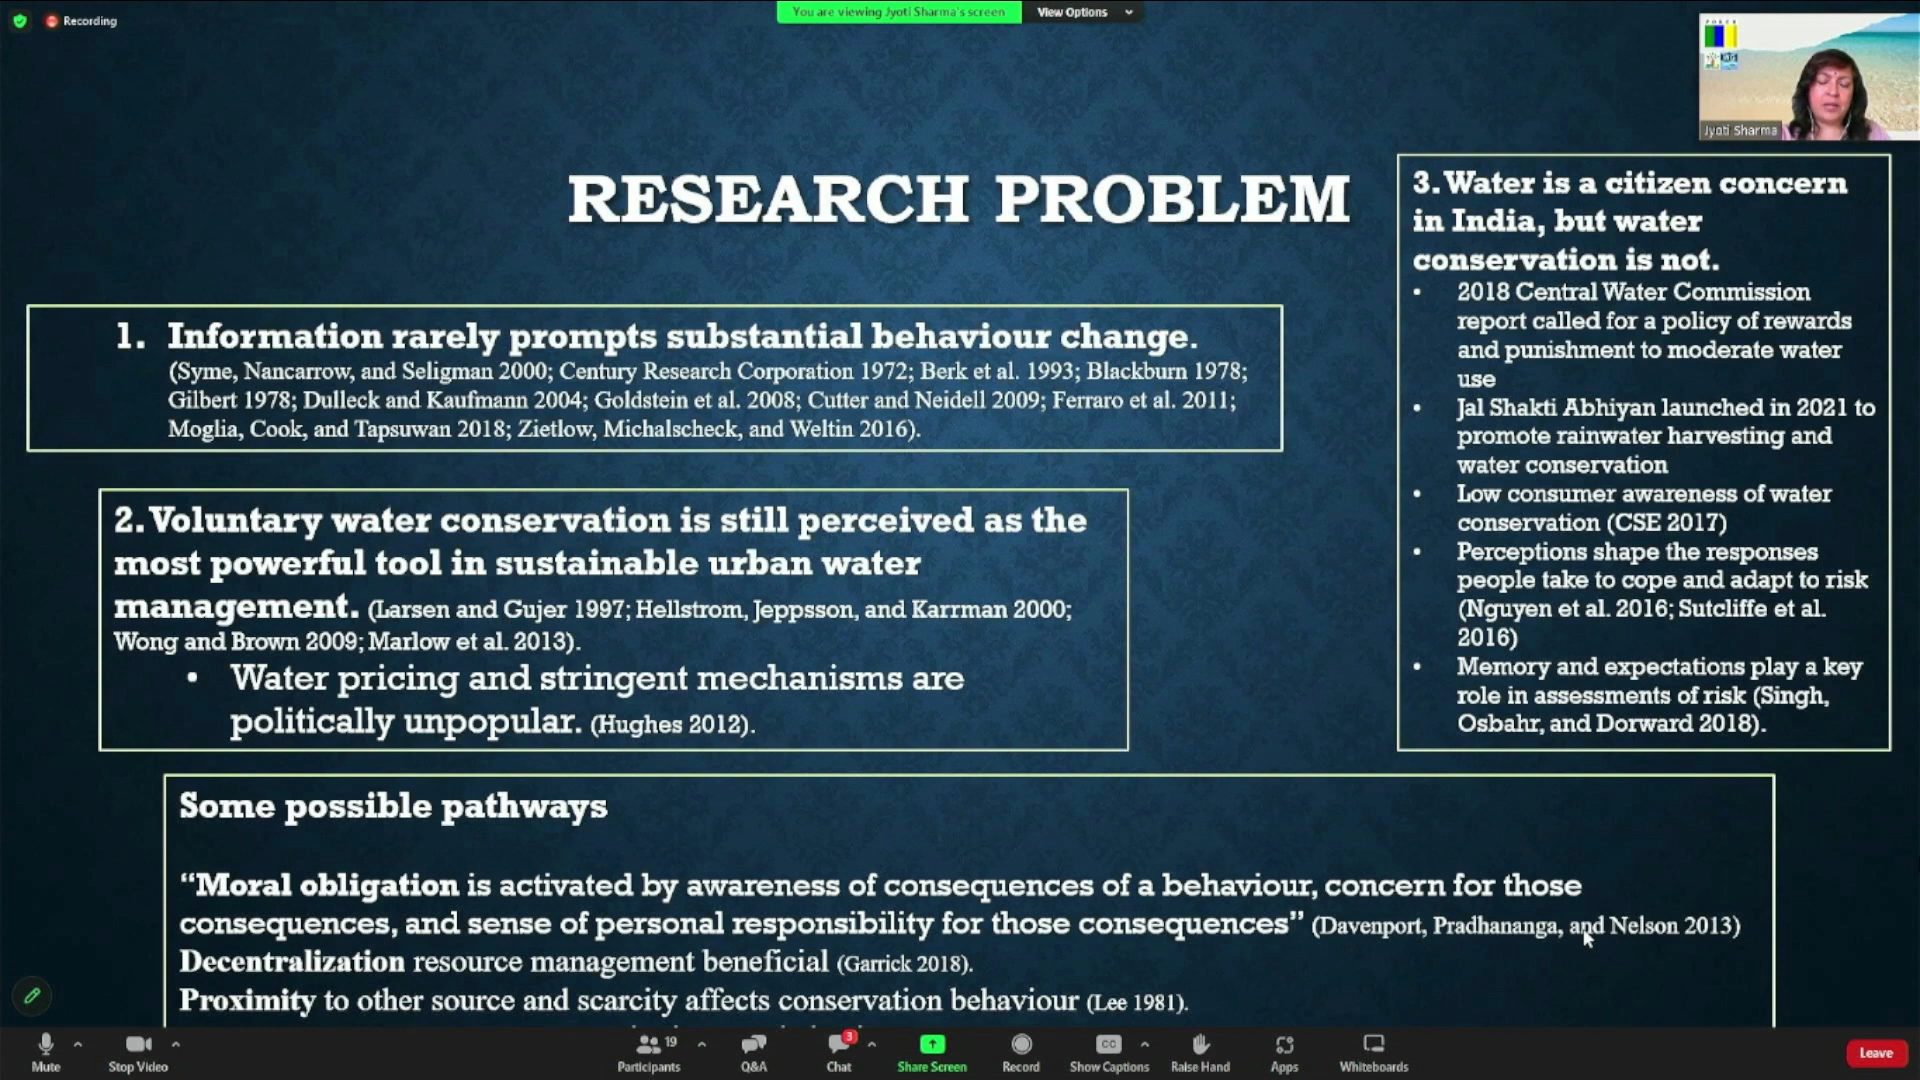 Recording
You are viewing Jyoti Sharma's screen
View Options
Jyoti Sharma
RESEARCH PROBLEM
1. Information rarely prompts substantial behaviour change.
(Syme, Nancarrow, and Seligman 2000; Century Research Corporation 1972; Berk et al. 1993; Blackburn 1978;
Gilbert 1978; Dulleck and Kaufmann 2004; Goldstein et al. 2008; Cutter and Neidell 2009; Ferraro et al. 2011;
Moglia, Cook, and Tapsuwan 2018; Zietlow, Michalscheck, and Weltin 2016).
2. Voluntary water conservation is still perceived as the
most powerful tool in sustainable urban water
management. (Larsen and Gujer 1997; Hellstrom, Jeppsson, and Karrman 2000;
Wong and Brown 2009; Marlow et al. 2013).
• Water pricing and stringent mechanisms are
politically unpopular. (Hughes 2012).
3. Water is a citizen concern
in India, but water
conservation is not.
• 2018 Central Water Commission
report called for a policy of rewards
and punishment to moderate water
use
• Jal Shakti Abhiyan launched in 2021 to
promote rainwater harvesting and
water conservation
• Low consumer awareness of water
conservation (CSE 2017)
• Perceptions shape the responses
people take to cope and adapt to risk
(Nguyen et al. 2016; Sutcliffe et al.
2016)
• Memory and expectations play a key
role in assessments of risk (Singh,
Osbahr, and Dorward 2018).
Some possible pathways
“Moral obligation is activated by awareness of consequences of a behaviour, concern for those
consequences, and sense of personal responsibility for those consequences” (Davenport, Pradhananga, and Nelson 2013)
Decentralization resource management beneficial (Garrick 2018).
Proximity to other source and scarcity affects conservation behaviour (Lee 1981).
Mute
Stop Video
19
Participants
Q&A
3
Chat
Share Screen
Record
CC
Show Captions
Raise Hand
Apps
Whiteboards
Leave